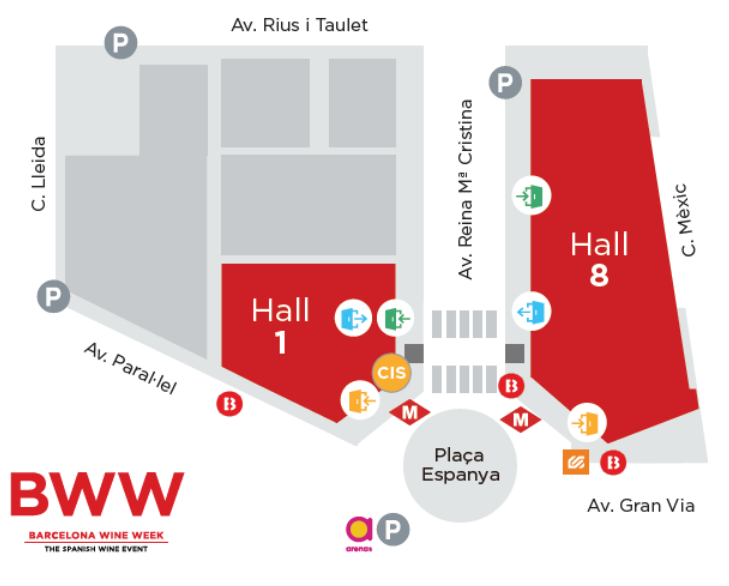 Av. Rius i Taulet
P
P
C. Lleida
Av. Reina Mª Cristina
C. Mèxic
Hall
8
P
Hall
1
CIS
Av. Paral·lel
B
B
M
M
Plaça
Espanya
B
Av. Gran Via
BWW
BARCELONA WINE WEEK
THE SPANISH WINE EVENT
a
arenas
P